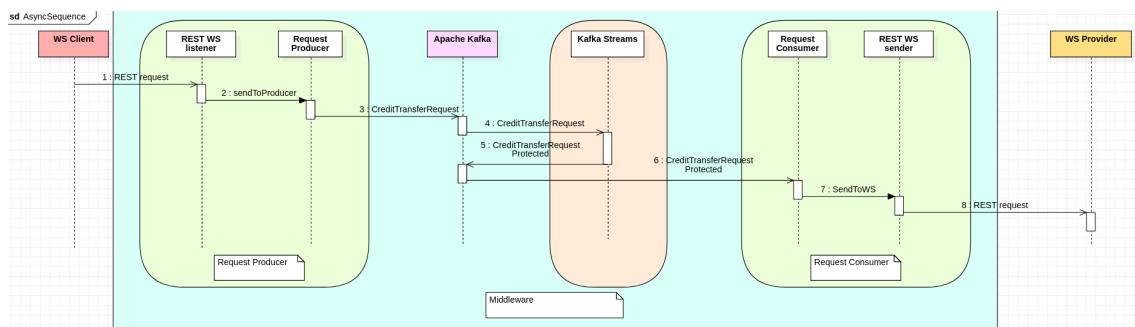 sd AsyncSequence
WS Client
REST WS
listener
Request
Producer
Apache Kafka
Kafka Streams
Request
Consumer
REST WS
sender
WS Provider
1 : REST request
2 : sendToProducer
3 : CreditTransferRequest
4 : CreditTransferRequest
5 : CreditTransferRequest
Protected
6 : CreditTransferRequest
Protected
7 : SendToWS
8 : REST request
Request Producer
Request Consumer
Middleware